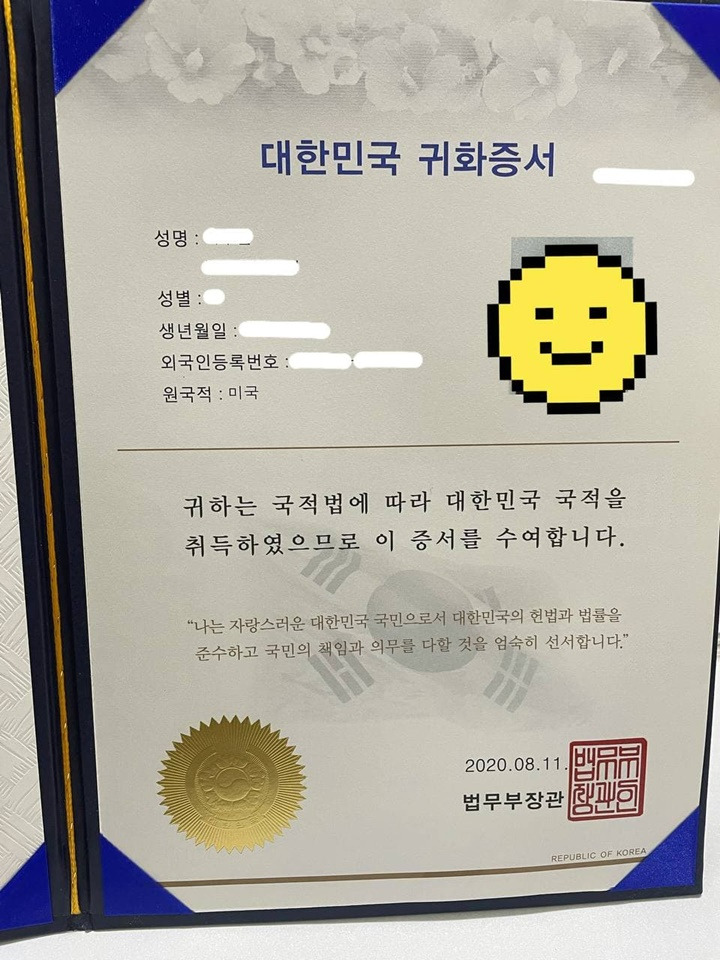 대한민국 귀화증서
성명 :
성별 :
생년월일 :
외국인등록번호 : -
원국적 : 미국
귀하는 국적법에 따라 대한민국 국적을
취득하였으므로 이 증서를 수여합니다.
“나는 자랑스러운 대한민국 국민으로서 대한민국의 헌법과 법률을
준수하고 국민의 책임과 의무를 다할 것을 엄숙히 선서합니다.”
2020.08.11.
법무부장관
법무부
장관인
REPUBLIC OF KOREA